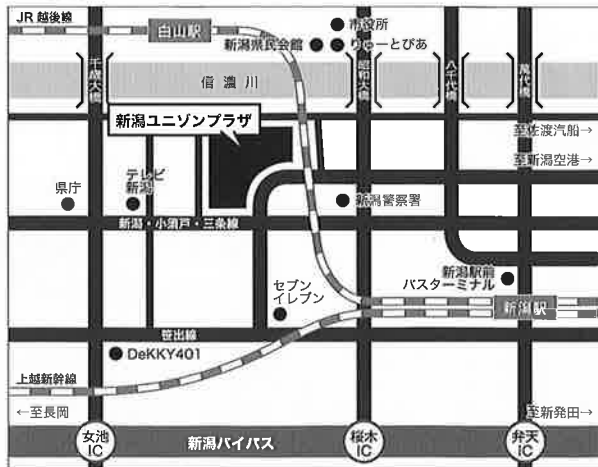 JR 越後線
白山駅
市役所
新潟県民会館
りゅーとぴあ
千歳大橋
昭和大橋
八千代橋
萬代橋
信濃川
新潟ユニゾンプラザ
至佐渡汽船→
至新潟空港→
県庁
テレビ
新潟
新潟警察署
新潟・小須戸・三条線
新潟駅前
バスターミナル
セブン
イレブン
新潟駅
笹出線
DeKKY401
上越新幹線
←至長岡
至新発田→
女池
IC
新潟バイパス
桜木
IC
弁天
IC